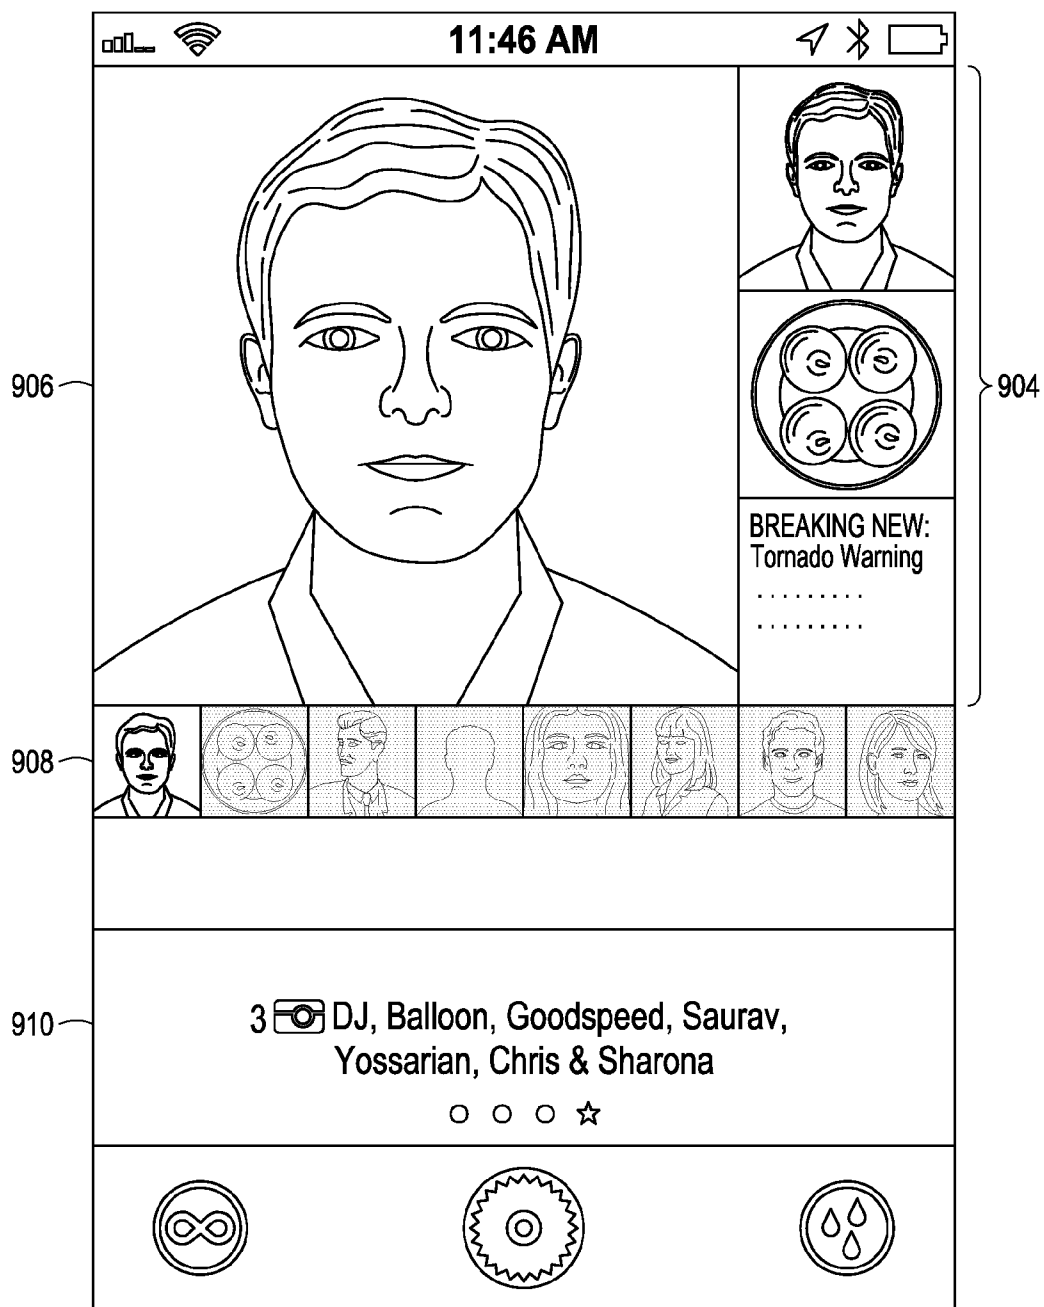 11:46 AM
906
904
BREAKING NEW:
Tornado Warning
908
910
3 DJ, Balloon, Goodspeed, Saurav,
Yossarian, Chris & Sharona